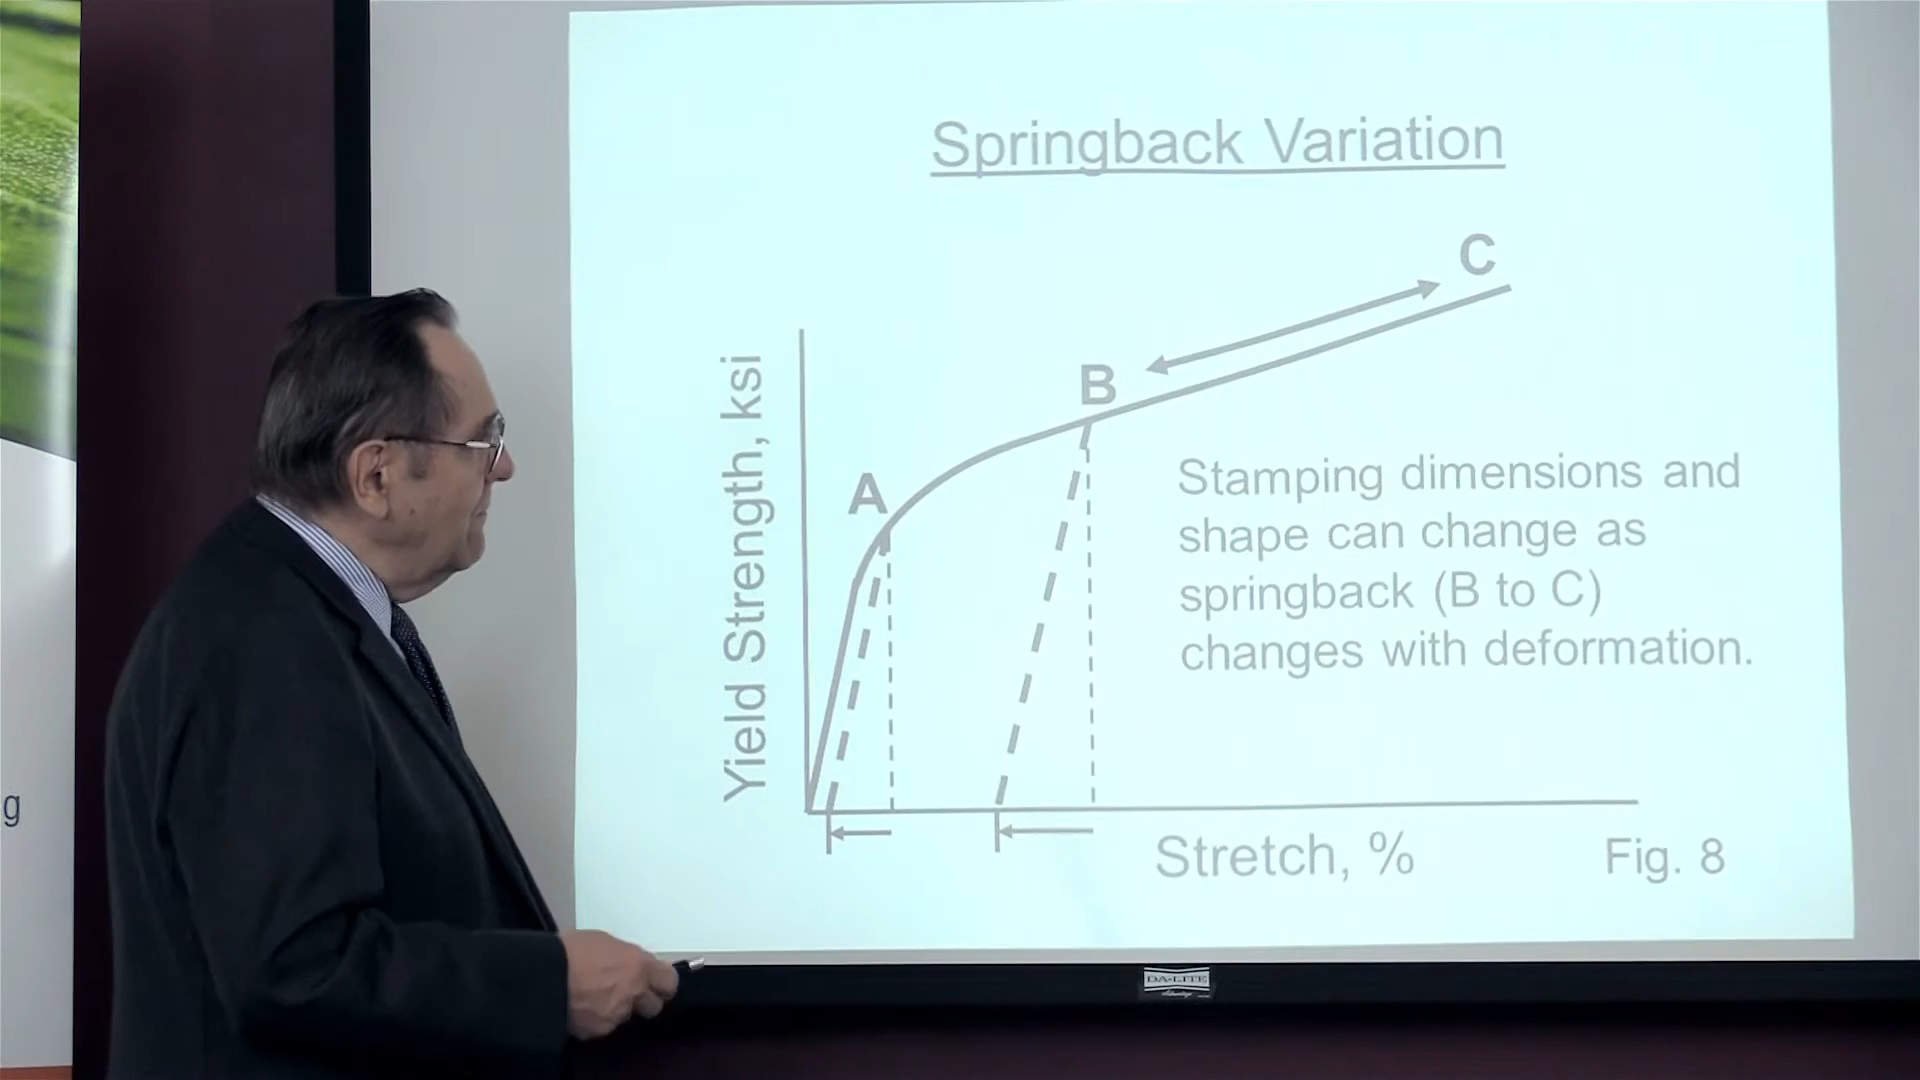 Springback Variation
C
B
A
Yield Strength, ksi
Stamping dimensions and
shape can change as
springback (B to C)
changes with deformation.
Stretch, %
Fig. 8
g
DA-LITE